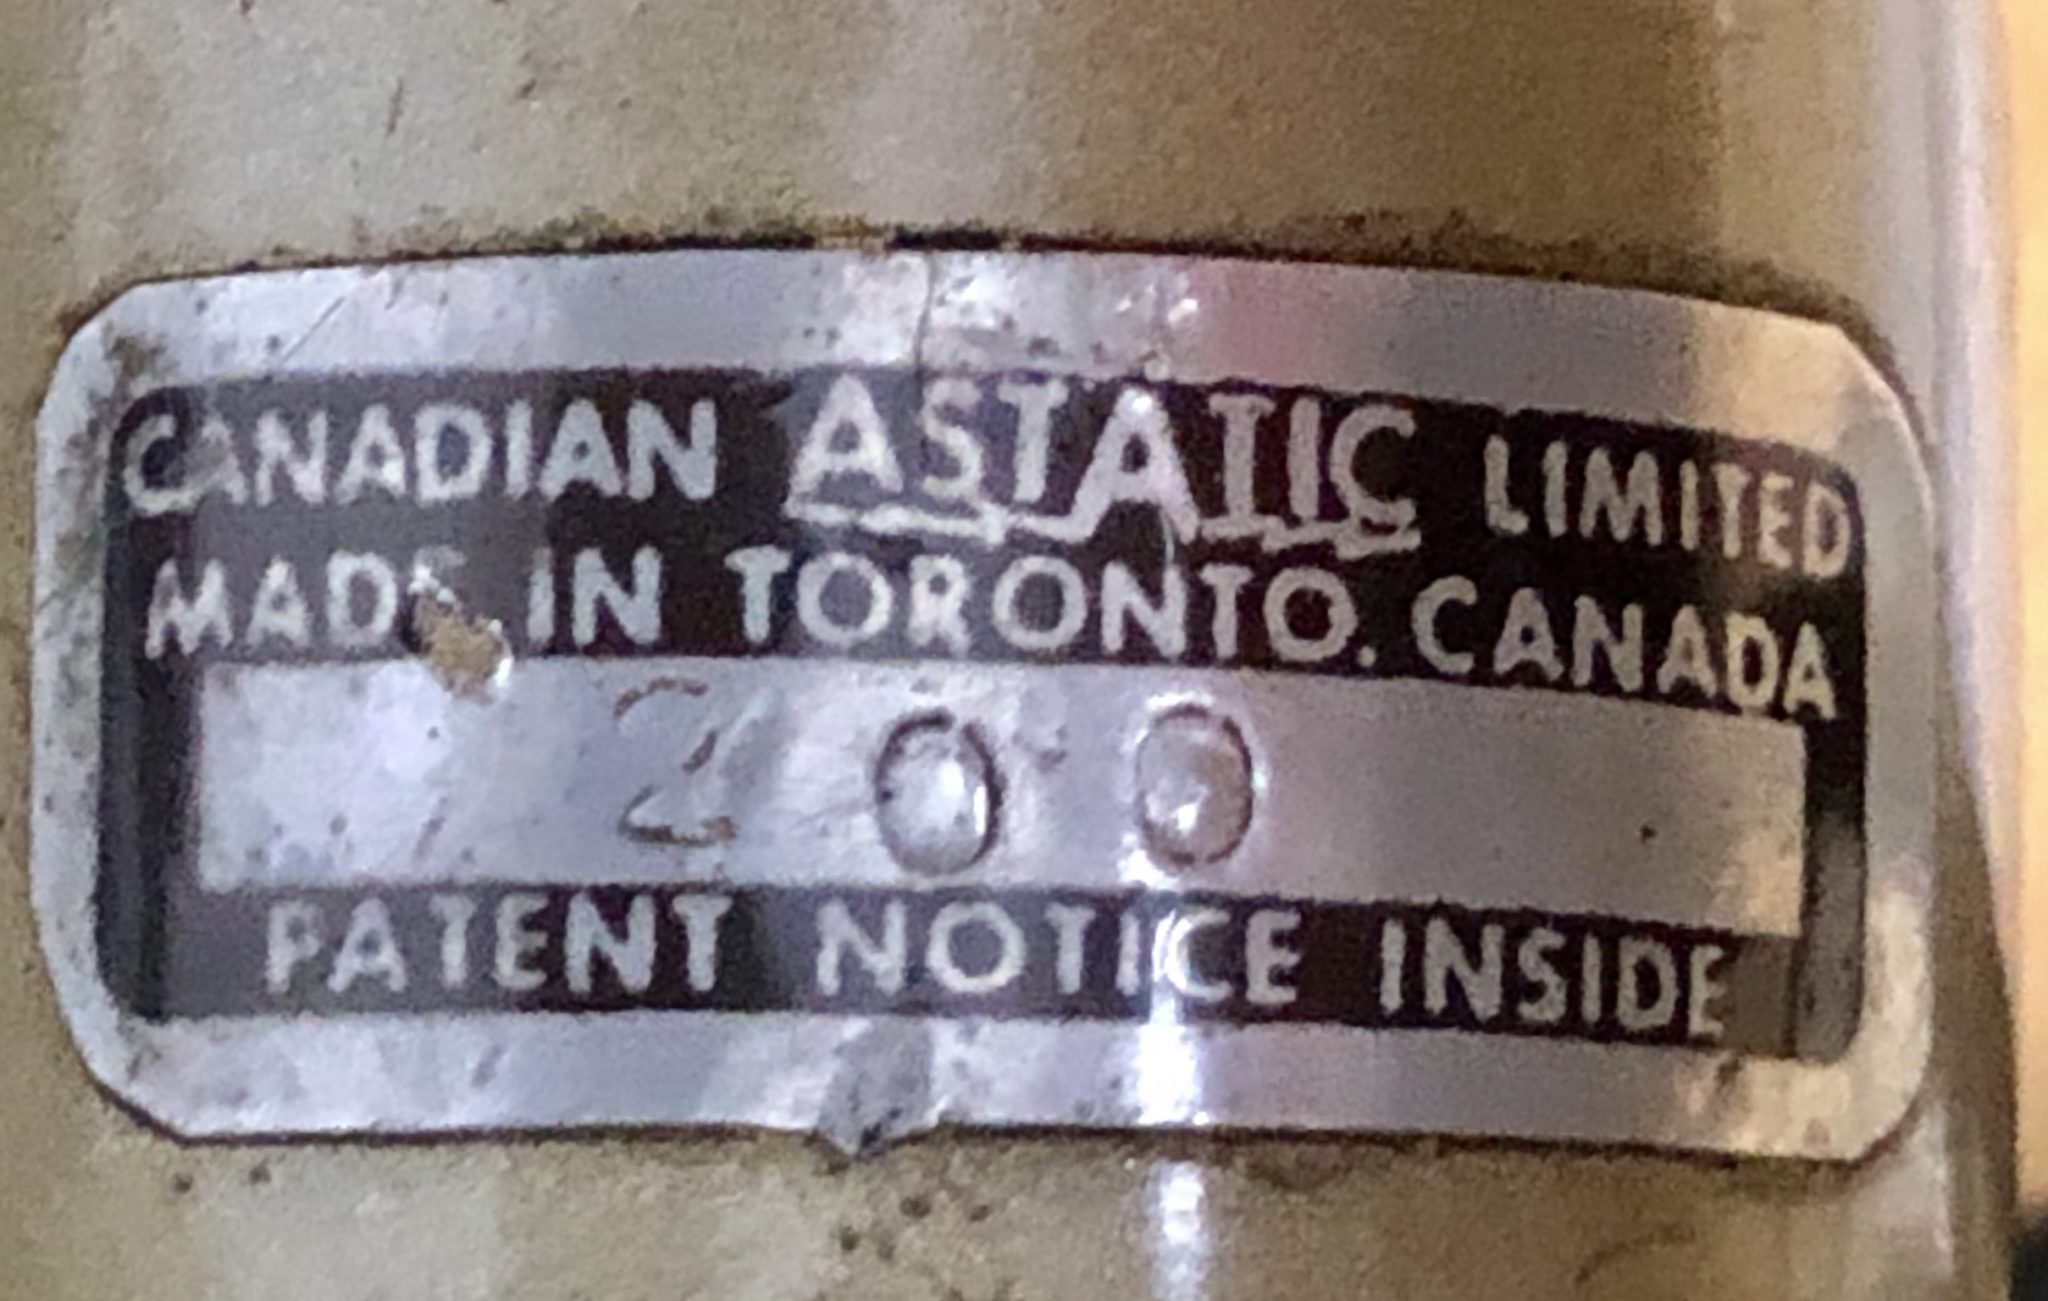 CANADIAN ASTATIC LIMITED
MADE IN TORONTO. CANADA
200
PATENT NOTICE INSIDE